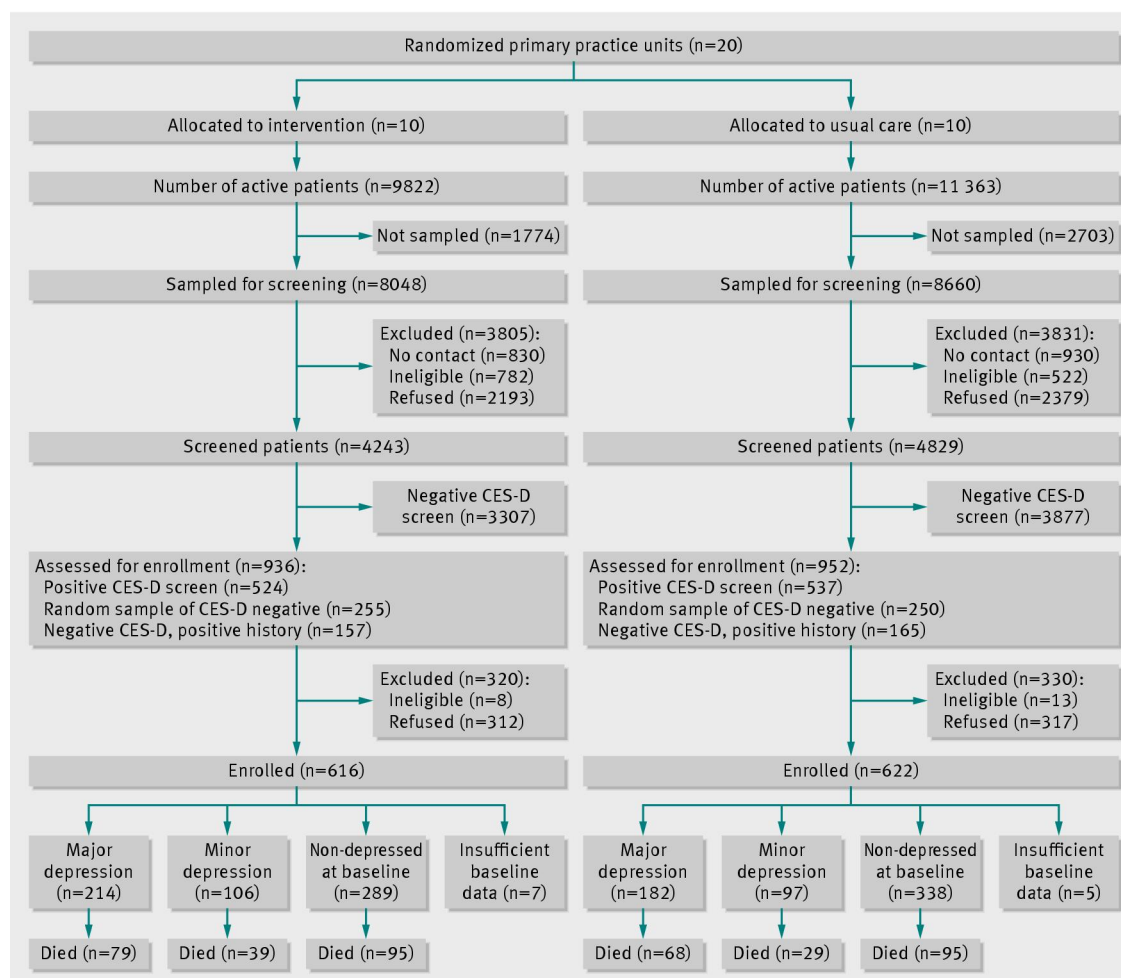 Randomized primary practice units (n=20)
Allocated to intervention (n=10)
Allocated to usual care (n=10)
Number of active patients (n=9822)
Number of active patients (n=11 363)
Not sampled (n=1774)
Not sampled (n=2703)
Sampled for screening (n=8048)
Sampled for screening (n=8660)
Excluded (n=3805):
No contact (n=830)
Ineligible (n=782)
Refused (n=2193)
Excluded (n=3831):
No contact (n=930)
Ineligible (n=522)
Refused (n=2379)
Screened patients (n=4243)
Screened patients (n=4829)
Negative CES-D
screen (n=3307)
Negative CES-D
screen (n=3877)
Assessed for enrollment (n=936):
Positive CES-D screen (n=524)
Random sample of CES-D negative (n=255)
Negative CES-D, positive history (n=157)
Assessed for enrollment (n=952):
Positive CES-D screen (n=537)
Random sample of CES-D negative (n=250)
Negative CES-D, positive history (n=165)
Excluded (n=320):
Ineligible (n=8)
Refused (n=312)
Excluded (n=330):
Ineligible (n=13)
Refused (n=317)
Enrolled (n=616)
Enrolled (n=622)
Major
depression
(n=214)
Minor
depression
(n=106)
Non-depressed
at baseline
(n=289)
Insufficient
baseline
data (n=7)
Major
depression
(n=182)
Minor
depression
(n=97)
Non-depressed
at baseline
(n=338)
Insufficient
baseline
data (n=5)
Died (n=79)
Died (n=39)
Died (n=95)
Died (n=68)
Died (n=29)
Died (n=95)